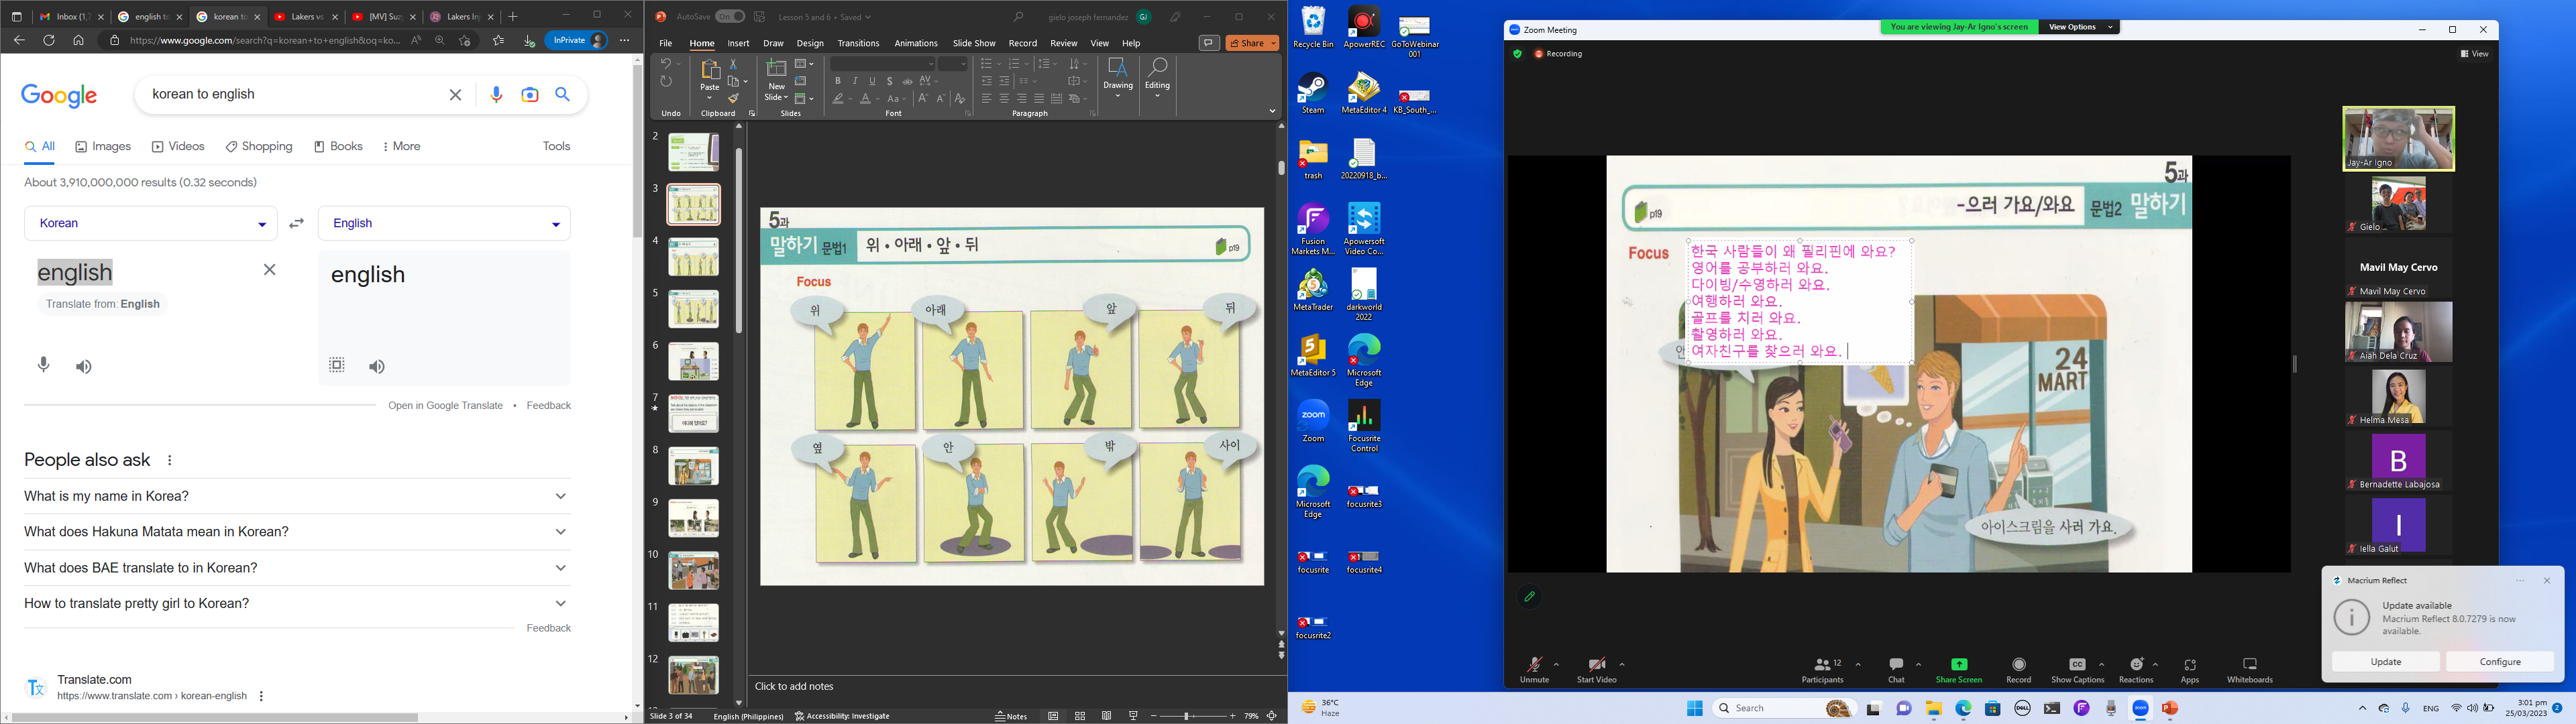 Inbox (1,7
english to
korean to
Lakers vs
[MV] Suz
Lakers Inj
https://www.google.com/search?q=korean+to+english&oq=ko...
InPrivate
Google
korean to english
All
Images
Videos
Shopping
Books
More
Tools
About 3,910,000,000 results (0.32 seconds)
Korean
English
english
english
Translate from: English
Open in Google Translate • Feedback
People also ask
What is my name in Korea?
What does Hakuna Matata mean in Korean?
What does BAE translate to in Korean?
How to translate pretty girl to Korean?
Feedback
Translate.com
https://www.translate.com › korean-english
AutoSave On
Lesson 5 and 6 • Saved
gielo joseph fernandez
GJ
File
Home
Insert
Draw
Design
Transitions
Animations
Slide Show
Record
Review
View
Help
Share
Paste
New
Slide
Drawing
Editing
Undo
Clipboard
Slides
Font
Paragraph
2
3
4
5
6
7
8
9
10
11
12
5과
말하기 문법1
위 • 아래 • 앞 • 뒤
p19
Focus
위
아래
앞
뒤
옆
안
밖
사이
Click to add notes
Slide 3 of 34
English (Philippines)
Accessibility: Investigate
Notes
79%
Recycle Bin
ApowerREC
GoToWebinar
001
Steam
MetaEditor 4
KB_South_...
trash
20220918_b...
Fusion
Markets M...
Apowersoft
Video Co...
MetaTrader
darkworld
2022
MetaEditor 5
Microsoft
Edge
Zoom
Focusrite
Control
Microsoft
Edge
focusrite3
focusrite
focusrite4
focusrite2
Zoom Meeting
You are viewing Jay-Ar Igno's screen
View Options
Recording
View
5과
p19
-으러 가요/와요
문법2 말하기
Focus
한국 사람들이 왜 필리핀에 와요?
영어를 공부하러 와요.
다이빙/수영하러 와요.
여행하러 와요.
골프를 치러 와요.
촬영하러 와요.
여자친구를 찾으러 와요.
24
MART
아이스크림을 사러 가요.
Jay-Ar Igno
Gielo ...
Mavil May Cervo
Mavil May Cervo
Aiah Dela Cruz
Helma Mesa
B
Bernadette Labajosa
I
Iella Galut
Macrium Reflect
Update available
Macrium Reflect 8.0.7279 is now
available.
Update
Configure
Unmute
Start Video
12
Participants
Chat
Share Screen
Record
Show Captions
Reactions
Apps
Whiteboards
36°C
Haze
Search
ENG
3:01 pm
25/03/2023
2